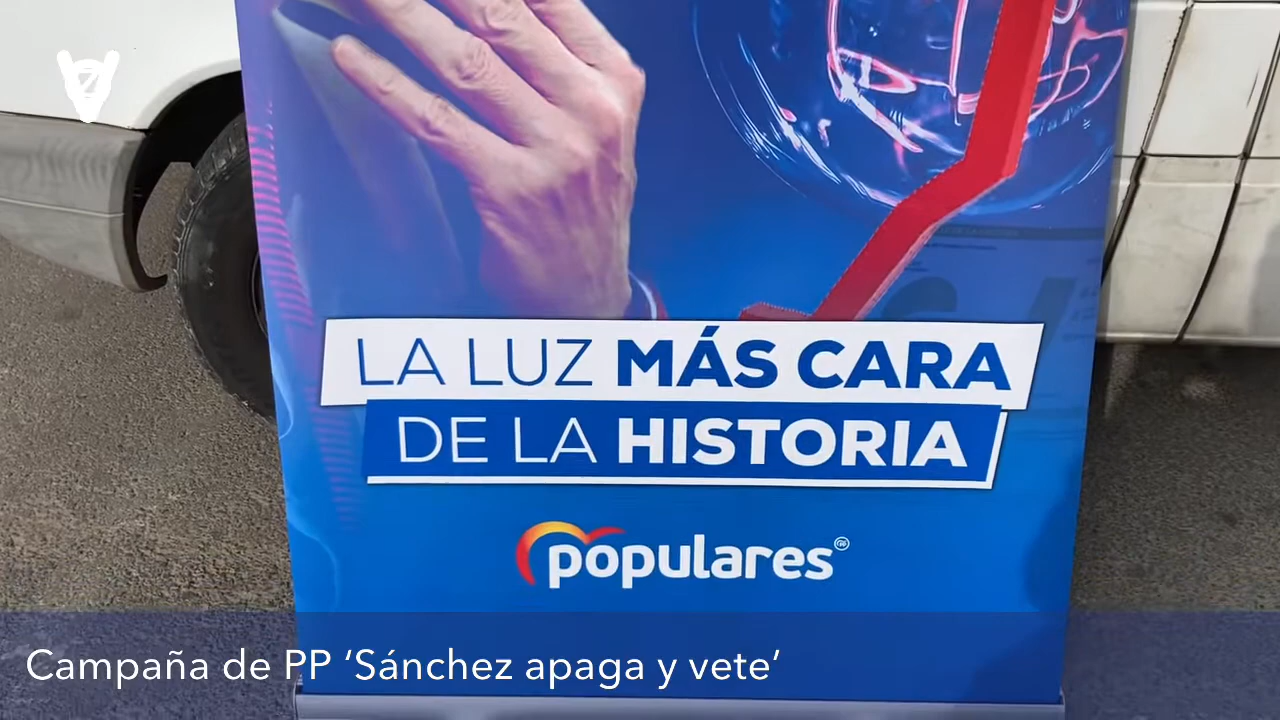 LA LUZ MÁS CARA
DE LA HISTORIA
populares
Campaña de PP ‘Sánchez apaga y vete’